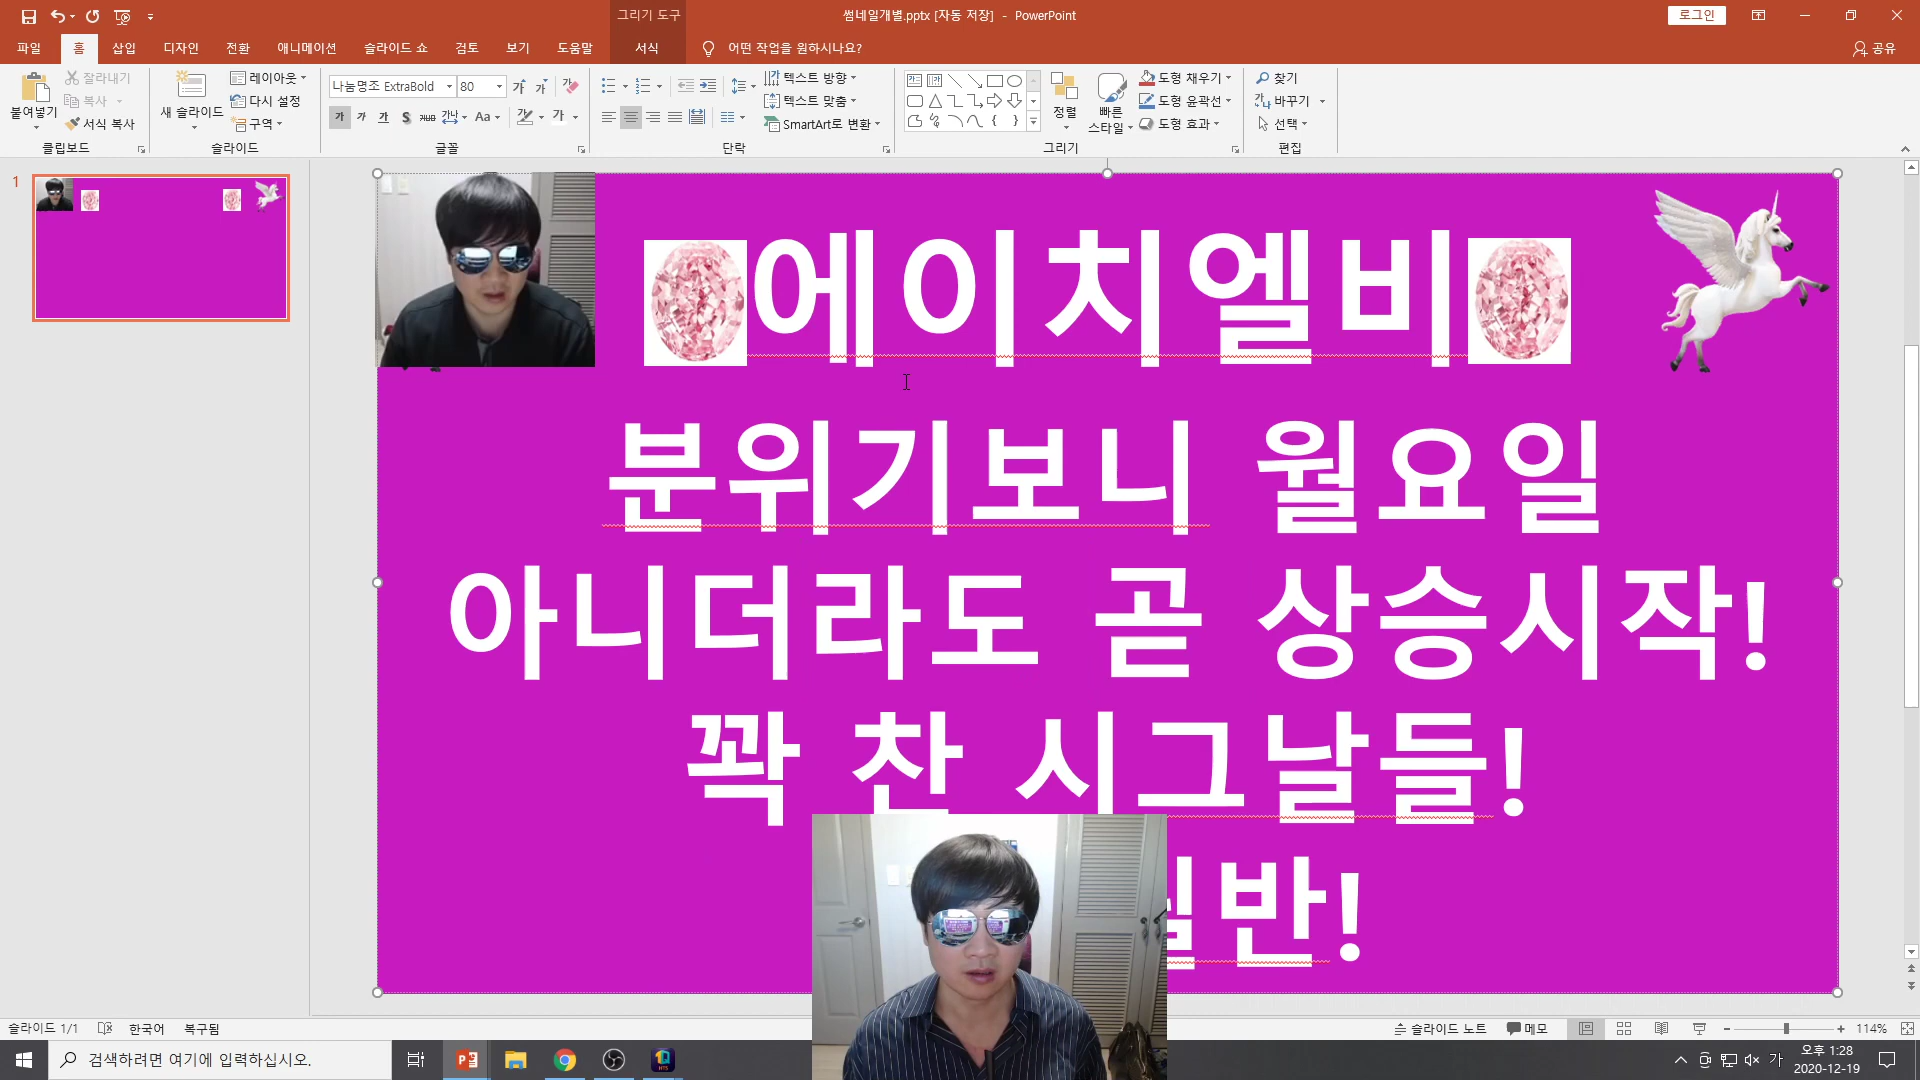 그리기 도구
썸네일개별.pptx [자동 저장] - PowerPoint
로그인
파일 홈 삽입 디자인 전환 애니메이션 슬라이드 쇼 검토 보기 도움말 서식 어떤 작업을 원하시나요? 공유
붙여넣기
잘라내기
복사
서식 복사
클립보드
새 슬라이드
레이아웃
다시 설정
구역
슬라이드
나눔명조 ExtraBold 80
글꼴
텍스트 방향
텍스트 맞춤
SmartArt로 변환
단락
정렬
빠른 스타일
도형 채우기
도형 윤곽선
도형 효과
그리기
찾기
바꾸기
선택
편집
1
에이치엘비
분위기보니 월요일
아니더라도 곧 상승시작!
꽉 찬 시그날들!
반!
슬라이드 1/1 한국어 복구됨
슬라이드 노트 메모 114%
검색하려면 여기에 입력하십시오.
가 오후 1:28
2020-12-19